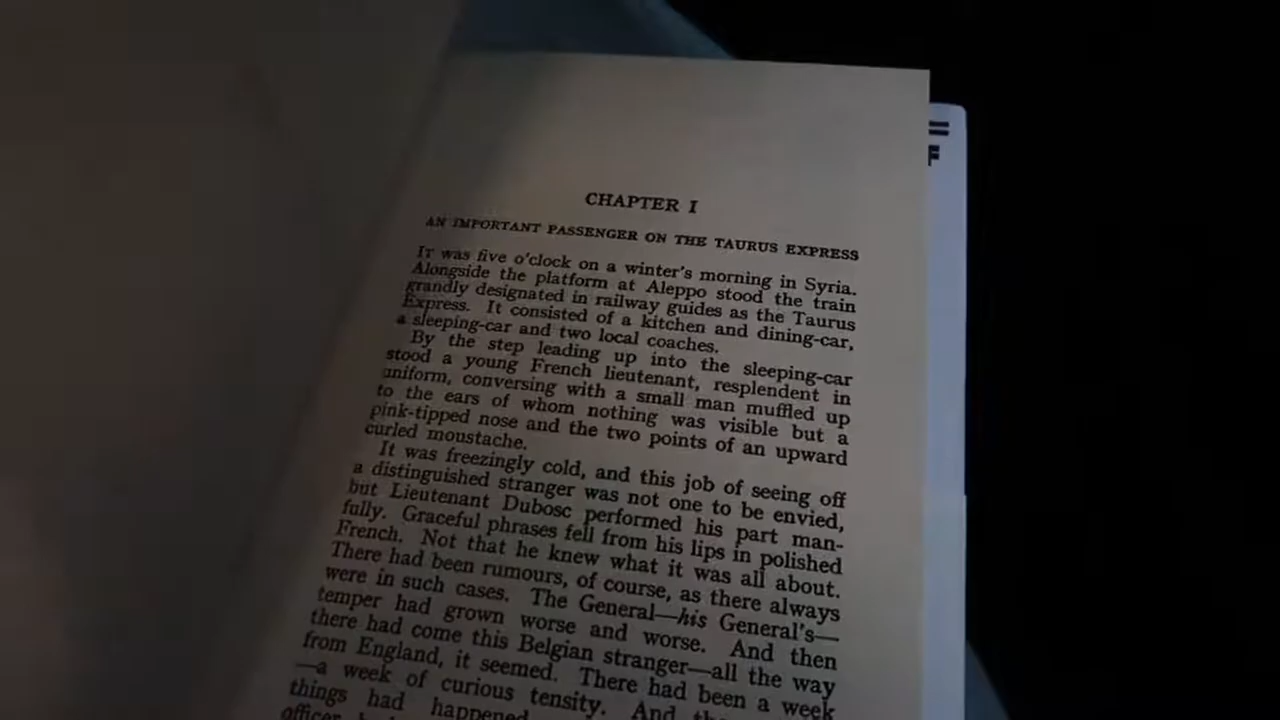 CHAPTER I
AN IMPORTANT PASSENGER ON THE TAURUS EXPRESS
IT was five o'clock on a winter's morning in Syria.
Alongside the platform at Aleppo stood the train
grandly designated in railway guides as the Taurus
Express. It consisted of a kitchen and dining-car,
a sleeping-car and two local coaches.
By the step leading up into the sleeping-car
stood a young French lieutenant, resplendent in
uniform, conversing with a small man muffled up
to the ears of whom nothing was visible but a
pink-tipped nose and the two points of an upward
curled moustache.
It was freezingly cold, and this job of seeing off
a distinguished stranger was not one to be envied,
but Lieutenant Dubosc performed his part man-
fully. Graceful phrases fell from his lips in polished
French. Not that he knew what it was all about.
There had been rumours, of course, as there always
were in such cases. The General—his General's—
temper had grown worse and worse. And then
there had come this Belgian stranger—all the way
from England, it seemed. There had been a week
—a week of curious tensity. And
things had happened.